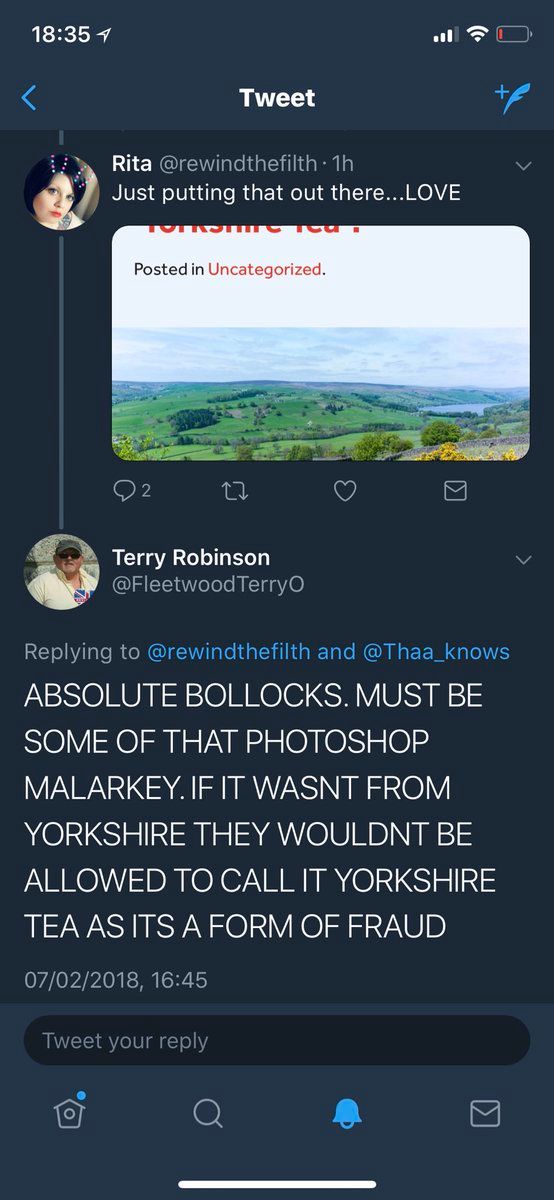 18:35
Tweet
Rita @rewindthefilth · 1h
Just putting that out there...LOVE
Yorkshire Tea .
Posted in Uncategorized.
2
Terry Robinson
@FleetwoodTerryO
Replying to @rewindthefilth and @Thaa_knows
ABSOLUTE BOLLOCKS. MUST BE
SOME OF THAT PHOTOSHOP
MALARKEY. IF IT WASNT FROM
YORKSHIRE THEY WOULDNT BE
ALLOWED TO CALL IT YORKSHIRE
TEA AS ITS A FORM OF FRAUD
07/02/2018, 16:45
Tweet your reply